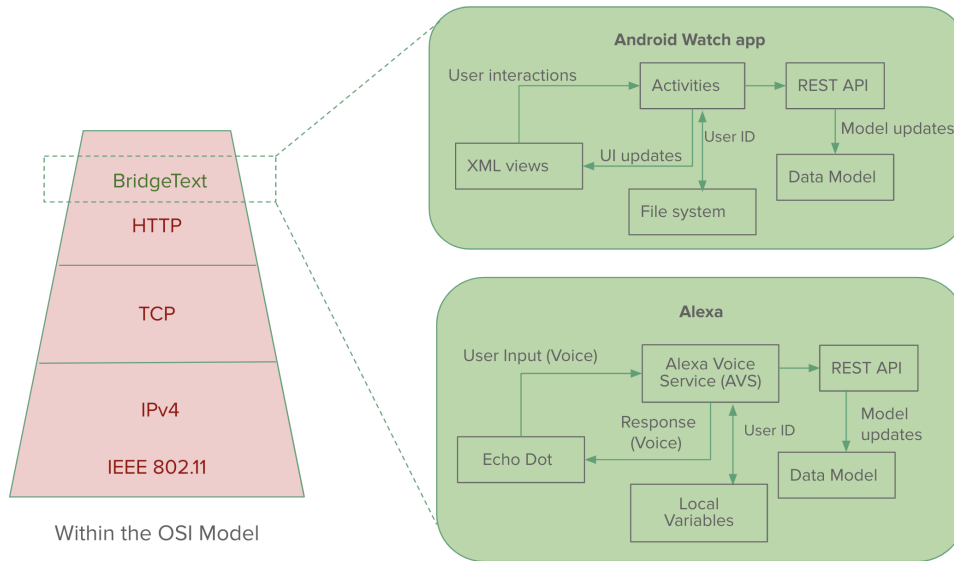 BridgeText
HTTP
TCP
IPv4
IEEE 802.11
Within the OSI Model
Android Watch app
User interactions
Activities
REST API
User ID
Model updates
XML views
UI updates
Data Model
File system
Alexa
User Input (Voice)
Alexa Voice
Service (AVS)
REST API
Response
(Voice)
User ID
Model
updates
Echo Dot
Data Model
Local
Variables